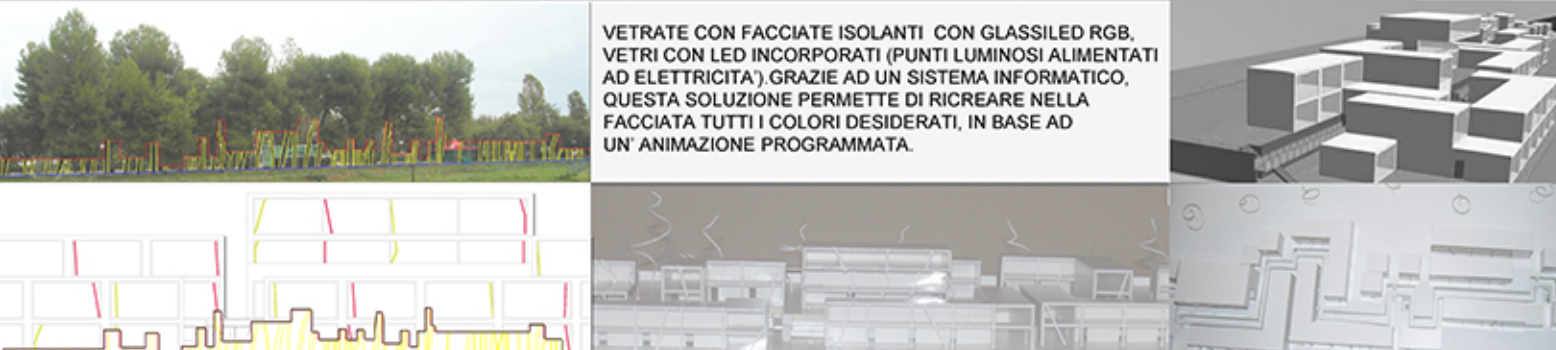 VETRATE CON FACCIATE ISOLANTI  CON GLASSILED RGB,
VETRI CON LED INCORPORATI (PUNTI LUMINOSI ALIMENTATI
AD ELETTRICITA').GRAZIE AD UN SISTEMA INFORMATICO,
QUESTA SOLUZIONE PERMETTE DI RICREARE NELLA
FACCIATA TUTTI I COLORI DESIDERATI, IN BASE AD
UN' ANIMAZIONE PROGRAMMATA.